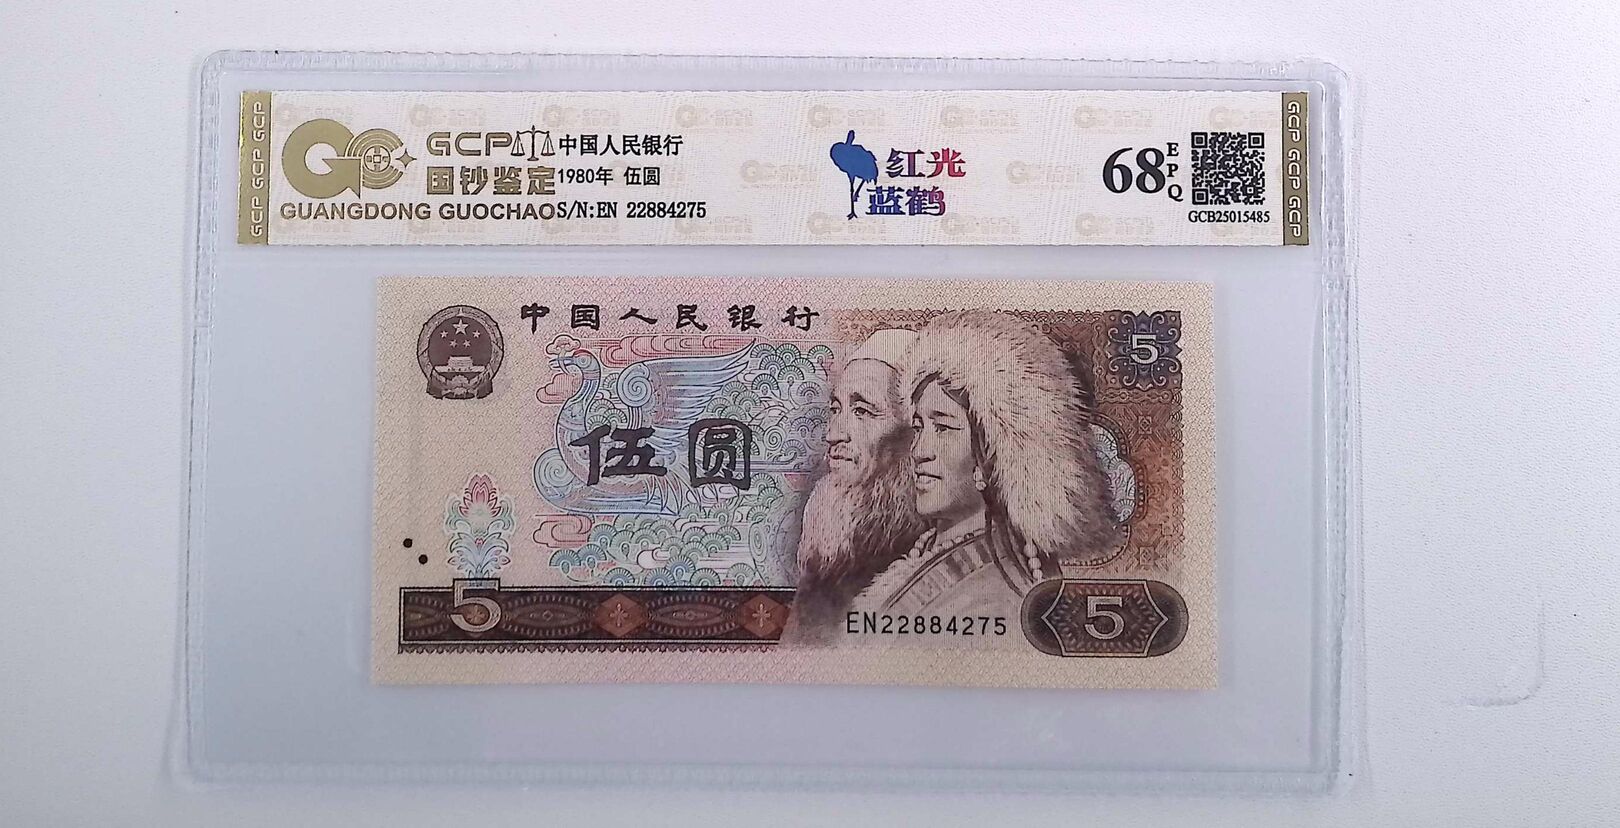 GCP 中国人民银行
国钞鉴定 1980年 伍圆
GUANGDONG GUOCHAO S/N:EN 22884275
红光
蓝鹤
68 EPQ
GCB25015485
GCP GCP GCP
GCP GCP GCP
中国人民银行
5
伍圆
5
EN22884275
5